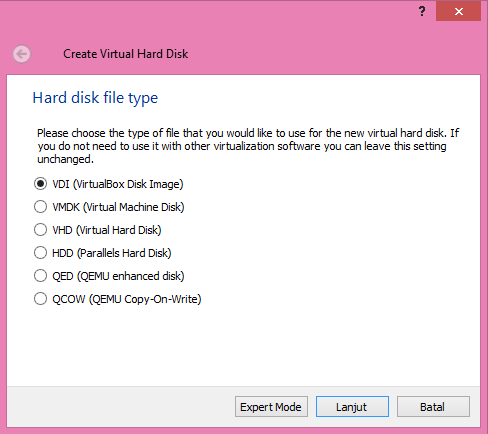 ?
Create Virtual Hard Disk
Hard disk file type
Please choose the type of file that you would like to use for the new virtual hard disk. If
you do not need to use it with other virtualization software you can leave this setting
unchanged.
VDI (VirtualBox Disk Image)
VMDK (Virtual Machine Disk)
VHD (Virtual Hard Disk)
HDD (Parallels Hard Disk)
QED (QEMU enhanced disk)
QCOW (QEMU Copy-On-Write)
Expert Mode
Lanjut
Batal